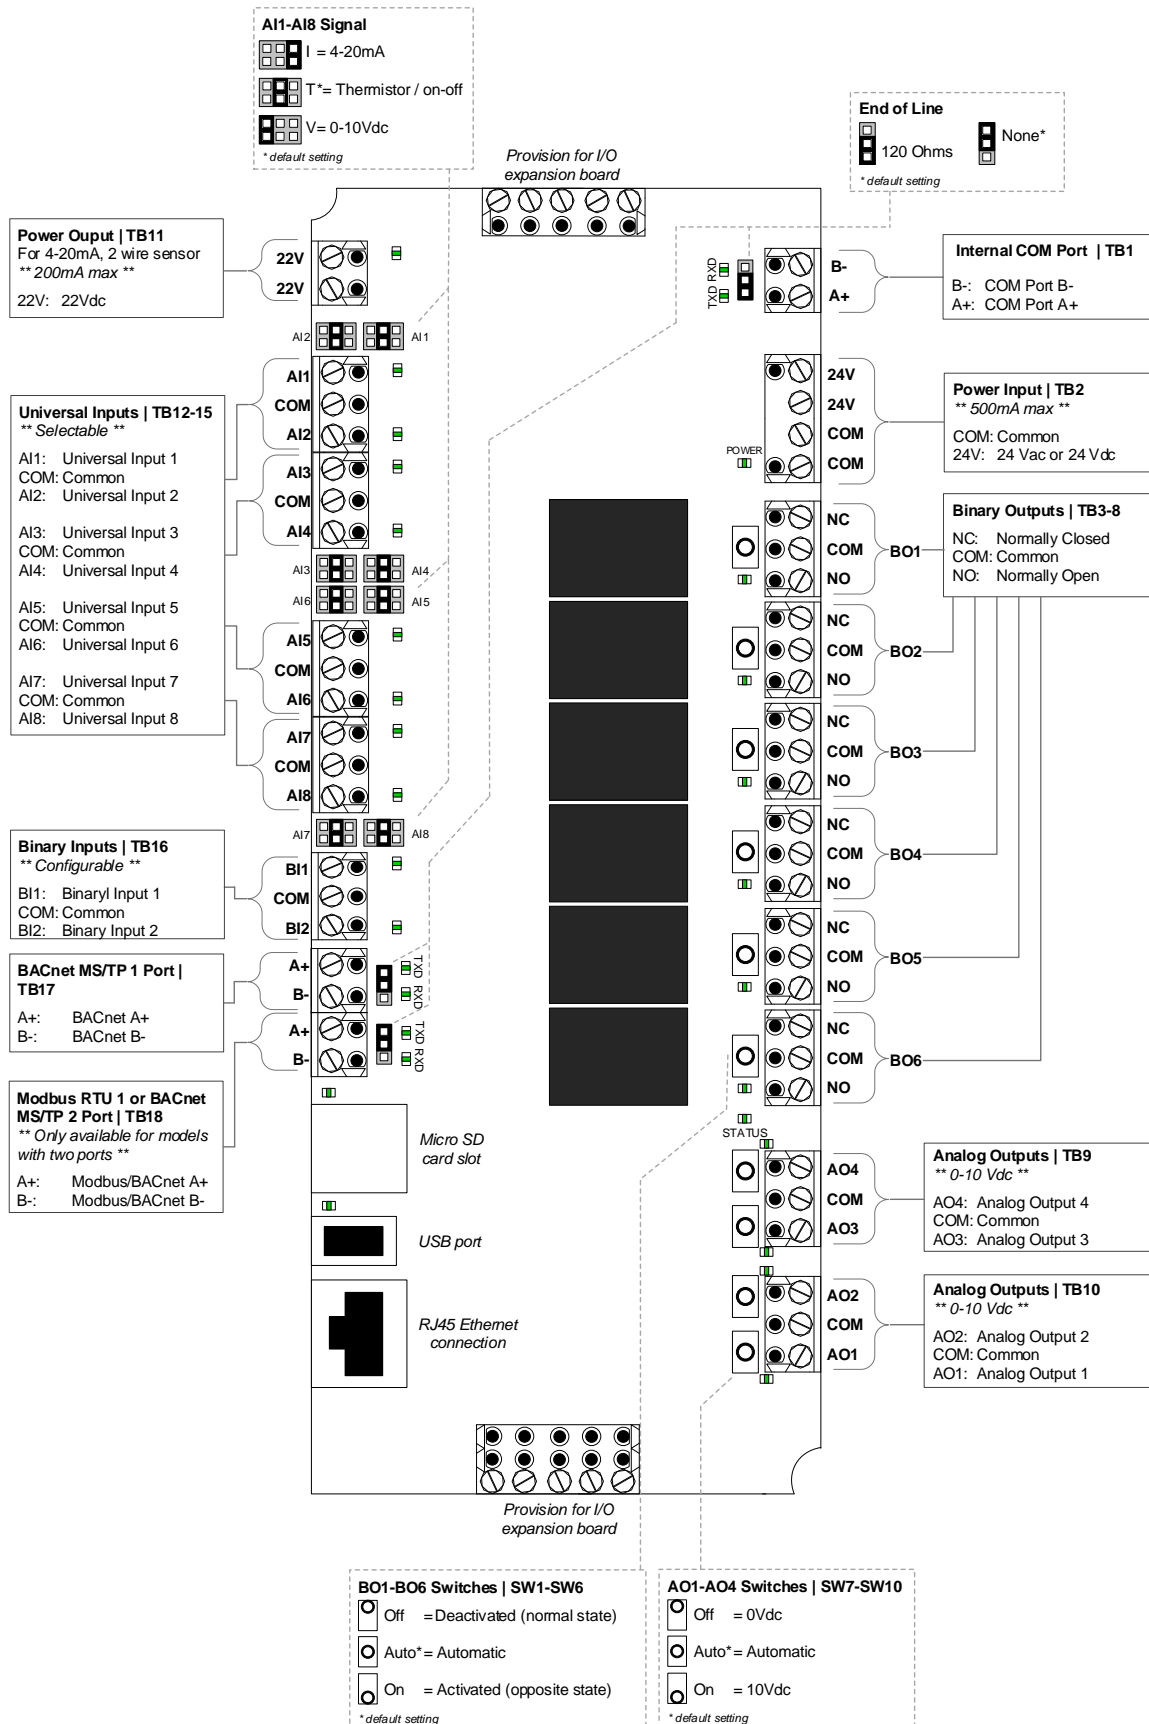 AI1-AI8 Signal
I = 4-20mA
T*= Thermistor / on-off
V= 0-10Vdc
* default setting
End of Line
120 Ohms
None*
* default setting
Provision for I/O
expansion board
Power Ouput | TB11
For 4-20mA, 2 wire sensor
** 200mA max **
22V: 22Vdc
22V
22V
AI2
AI1
AI1
COM
AI2
AI3
COM
AI4
AI3
AI4
AI6
AI5
AI5
COM
AI6
AI7
COM
AI8
AI7
AI8
BI1
COM
BI2
A+
B-
TXD RXD
A+
B-
TXD RXD
Universal Inputs | TB12-15
** Selectable **
AI1: Universal Input 1
COM: Common
AI2: Universal Input 2
AI3: Universal Input 3
COM: Common
AI4: Universal Input 4
AI5: Universal Input 5
COM: Common
AI6: Universal Input 6
AI7: Universal Input 7
COM: Common
AI8: Universal Input 8
Binary Inputs | TB16
** Configurable **
BI1: Binaryl Input 1
COM: Common
BI2: Binary Input 2
BACnet MS/TP 1 Port |
TB17
A+: BACnet A+
B-: BACnet B-
Modbus RTU 1 or BACnet
MS/TP 2 Port | TB18
** Only available for models
with two ports **
A+: Modbus/BACnet A+
B-: Modbus/BACnet B-
Micro SD
card slot
USB port
RJ45 Ethernet
connection
TXD RXD
B-
A+
Internal COM Port | TB1
B-: COM Port B-
A+: COM Port A+
24V
24V
COM
COM
POWER
Power Input | TB2
** 500mA max **
COM: Common
24V: 24 Vac or 24 Vdc
Binary Outputs | TB3-8
NC: Normally Closed
COM: Common
NO: Normally Open
NC
COM
NO
BO1
NC
COM
NO
BO2
NC
COM
NO
BO3
NC
COM
NO
BO4
NC
COM
NO
BO5
NC
COM
NO
BO6
STATUS
AO4
COM
AO3
Analog Outputs | TB9
** 0-10 Vdc **
AO4: Analog Output 4
COM: Common
AO3: Analog Output 3
AO2
COM
AO1
Analog Outputs | TB10
** 0-10 Vdc **
AO2: Analog Output 2
COM: Common
AO1: Analog Output 1
Provision for I/O
expansion board
BO1-BO6 Switches | SW1-SW6
Off = Deactivated (normal state)
Auto* = Automatic
On = Activated (opposite state)
* default setting
AO1-AO4 Switches | SW7-SW10
Off = 0Vdc
Auto* = Automatic
On = 10Vdc
* default setting